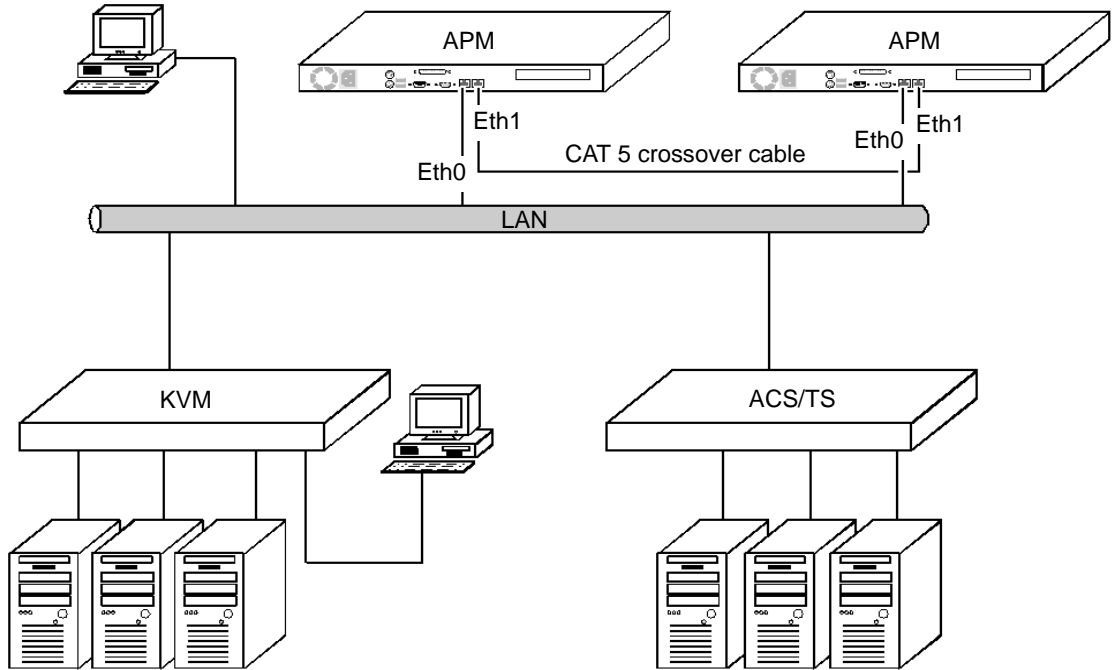 APM
APM
Eth1
Eth1
Eth0
CAT 5 crossover cable
Eth0
LAN
KVM
ACS/TS